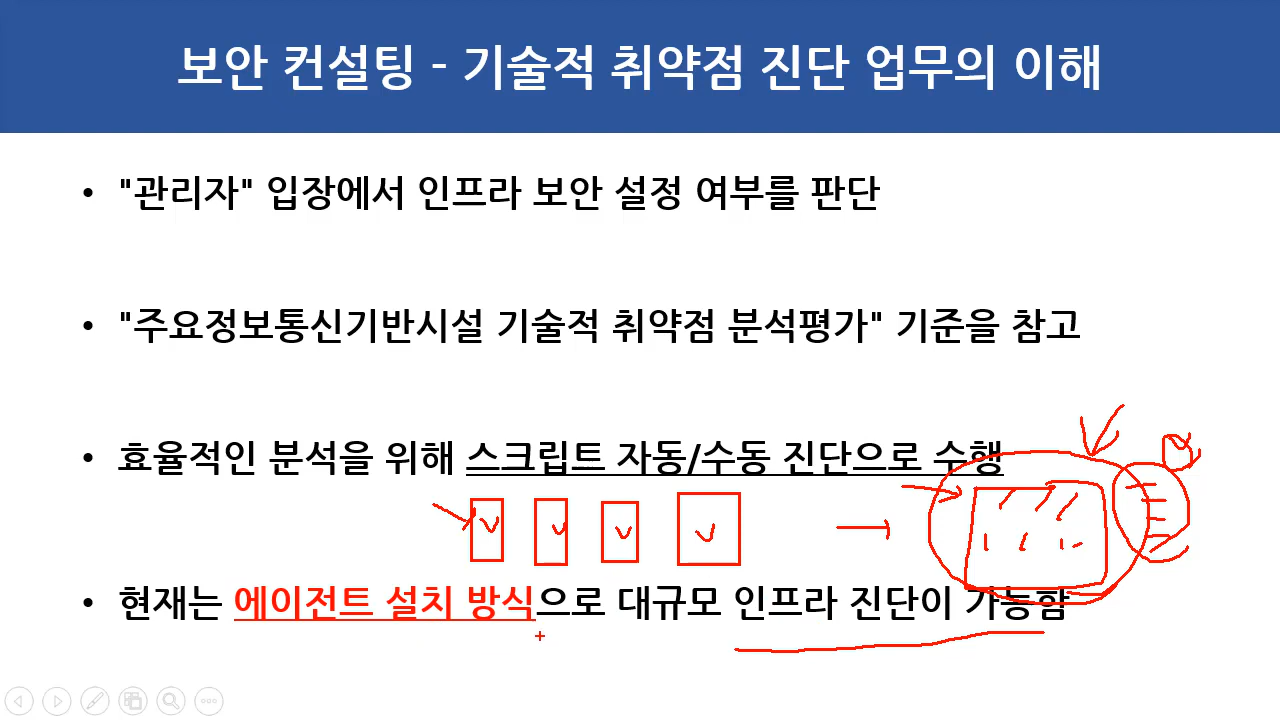 보안 컨설팅 - 기술적 취약점 진단 업무의 이해
• "관리자" 입장에서 인프라 보안 설정 여부를 판단
• "주요정보통신기반시설 기술적 취약점 분석평가" 기준을 참고
• 효율적인 분석을 위해 스크립트 자동/수동 진단으로 수행
• 현재는 에이전트 설치 방식으로 대규모 인프라 진단이 가능함